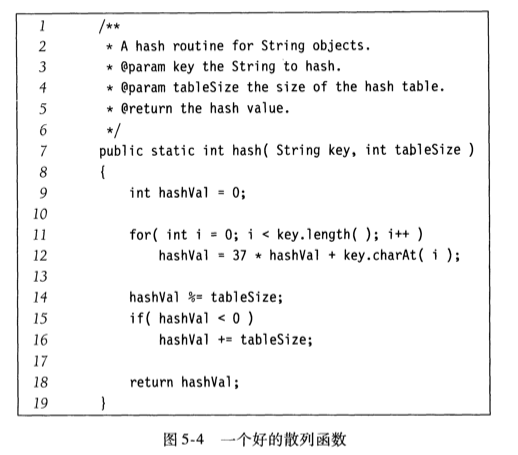 1 /**
2 * A hash routine for String objects.
3 * @param key the String to hash.
4 * @param tableSize the size of the hash table.
5 * @return the hash value.
6 */
7 public static int hash( String key, int tableSize )
8 {
9 int hashVal = 0;
10
11 for( int i = 0; i < key.length( ); i++ )
12 hashVal = 37 * hashVal + key.charAt( i );
13
14 hashVal %= tableSize;
15 if( hashVal < 0 )
16 hashVal += tableSize;
17
18 return hashVal;
19 }
图 5-4 一个好的散列函数